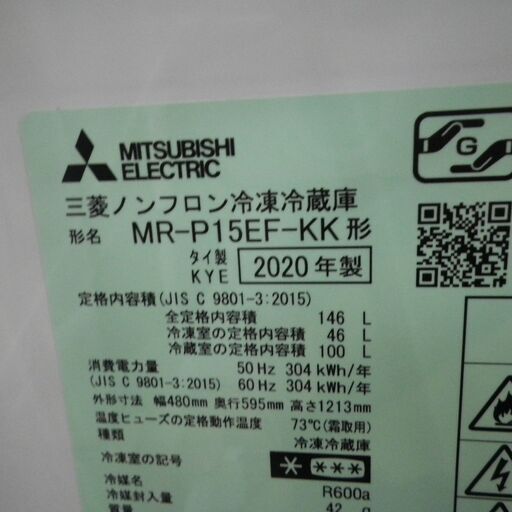 MITSUBISHI
ELECTRIC
G
三菱ノンフロン冷凍冷蔵庫
形名 MR-P15EF-KK形
タイ製
KYE
2020年製
定格内容積(JIS C 9801-3:2015)
全定格内容積 146 L
冷凍室の定格内容積 46 L
冷蔵室の定格内容積 100 L
消費電力量 50 Hz 304 kWh/年
(JIS C 9801-3:2015) 60 Hz 304 kWh/年
外形寸法 幅480mm 奥行595mm 高さ1213mm
温度ヒューズの定格動作温度 73℃(霜取用)
種類 冷凍冷蔵庫
冷凍室の記号
冷媒名 R600a
冷媒封入量 42 g
質量